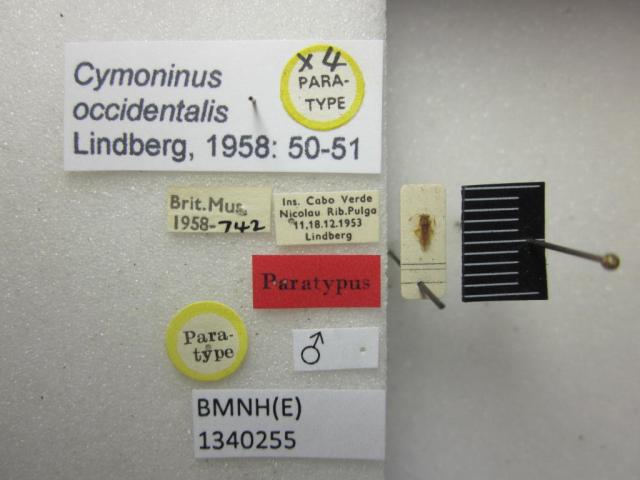 Cymoninus
occidentalis
Lindberg, 1958: 50-51
x4
PARA-
TYPE
Brit.Mus.
1958-742
Ins. Cabo Verde
Nicolau Rib.Pulga
11,18.12.1953
Lindberg
Paratypus
Para-
type
♂
BMNH(E)
1340255